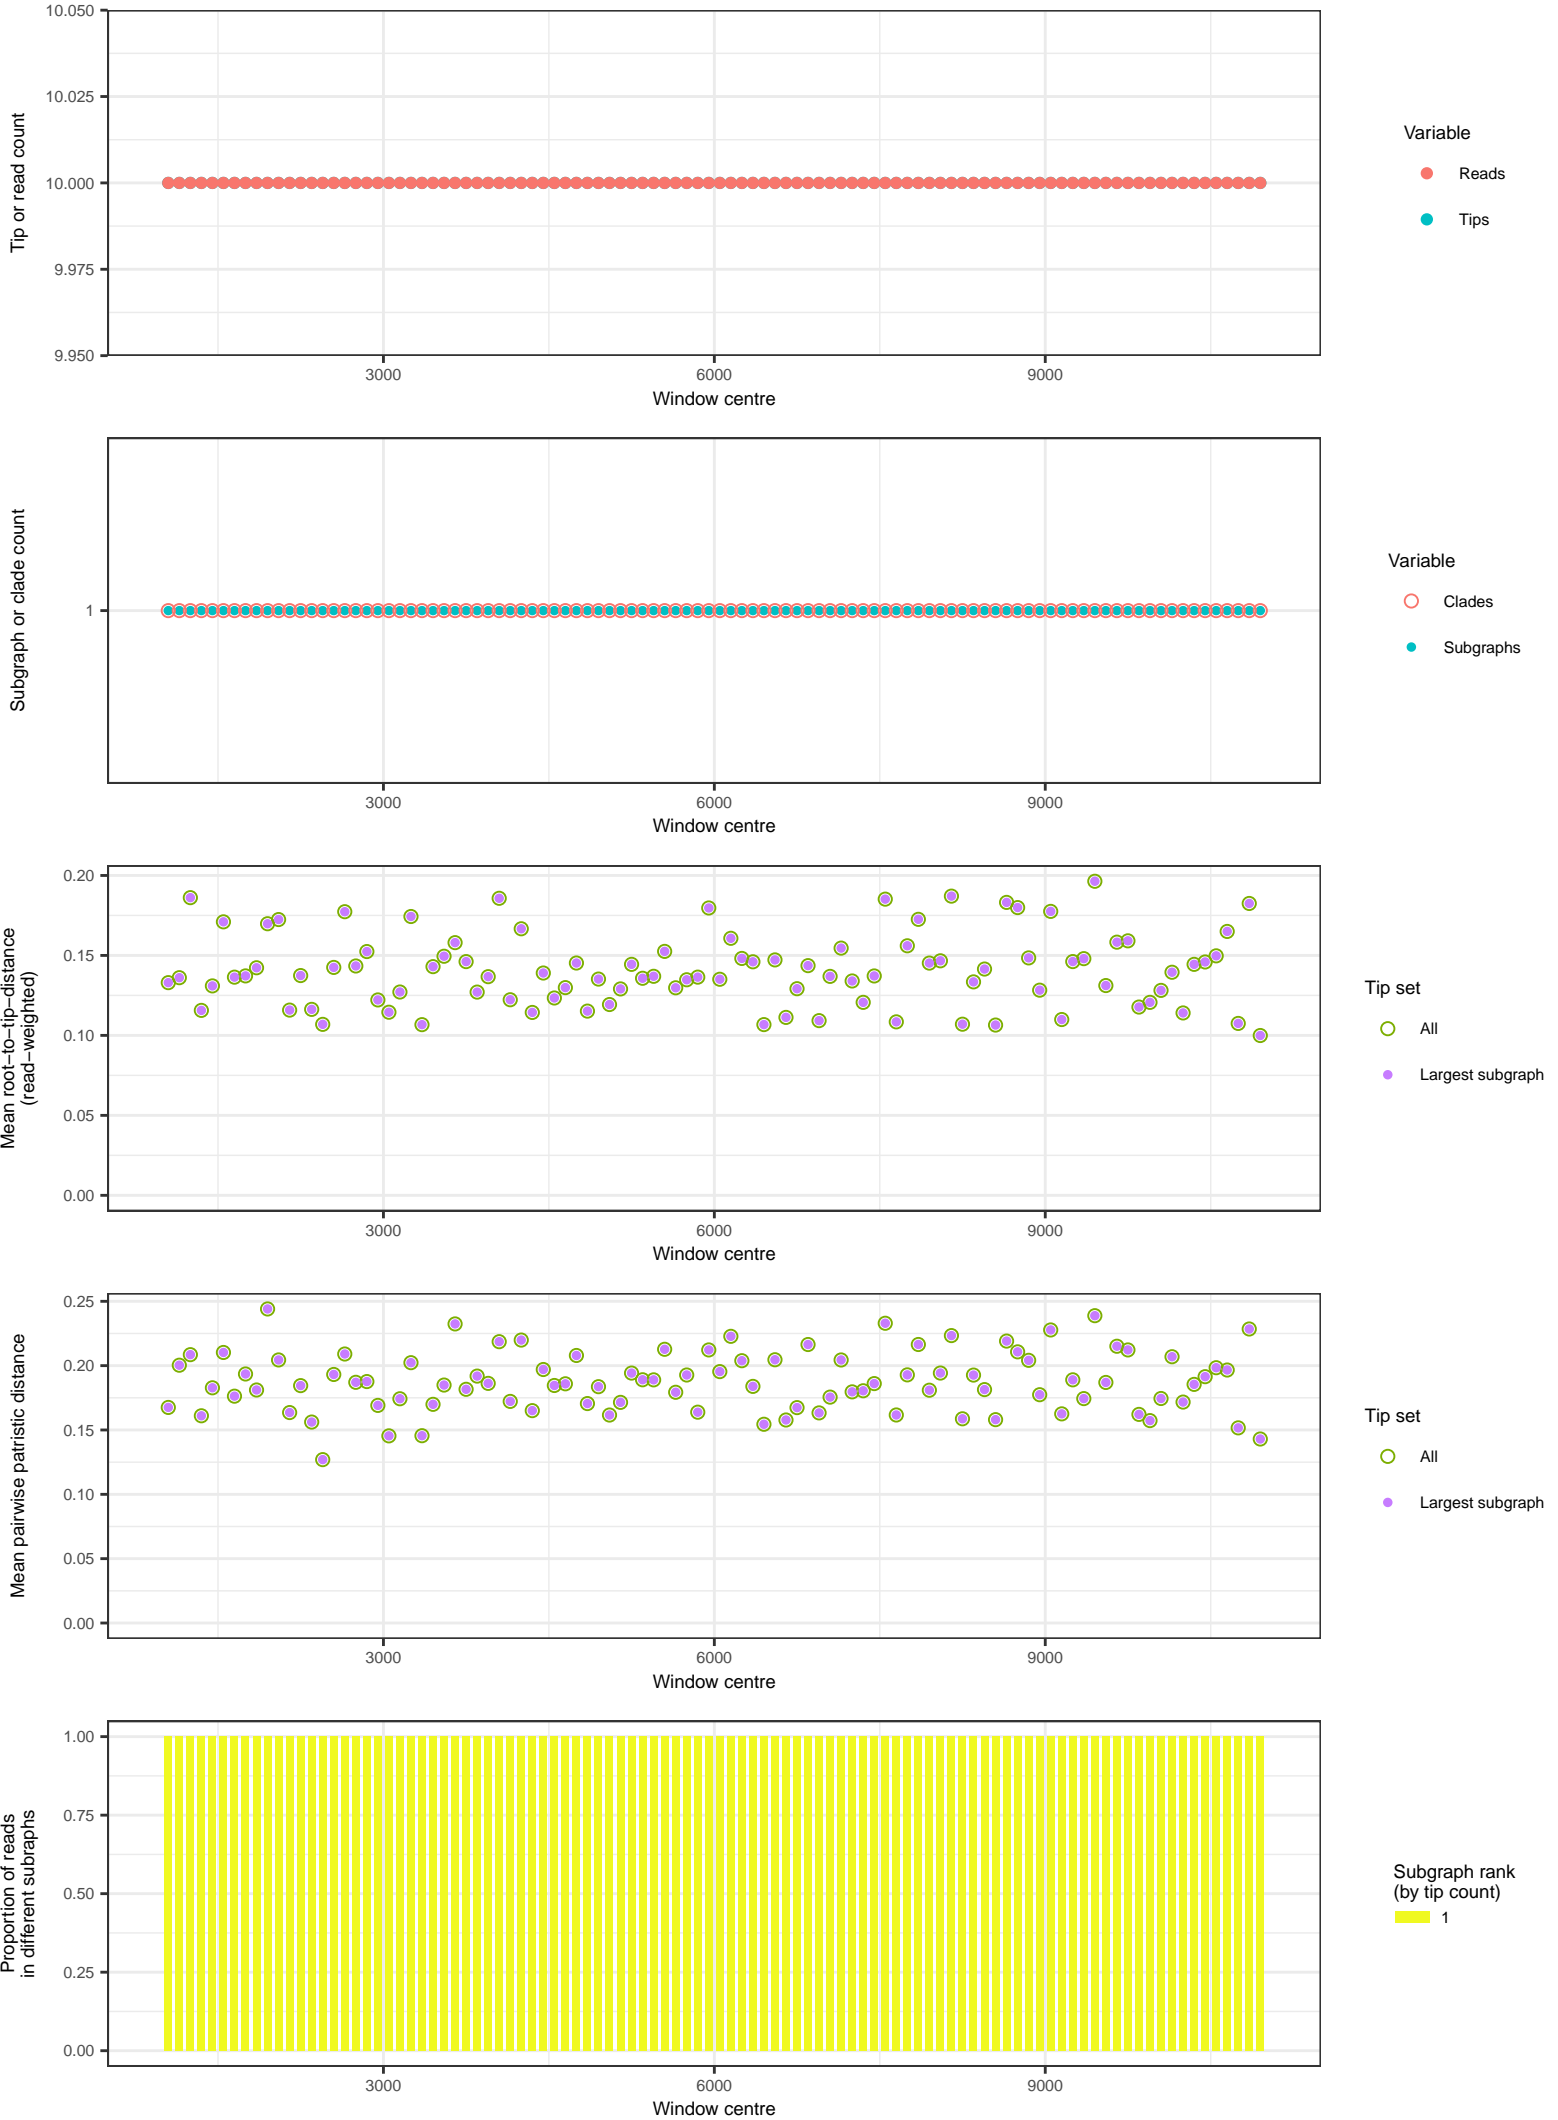 10.050
10.025
10.000
9.975
9.950
Tip or read count
3000 6000 9000
Window centre
Variable
Reads
Tips
1
Subgraph or clade count
3000 6000 9000
Window centre
Variable
Clades
Subgraphs
0.20
0.15
0.10
0.05
0.00
Mean root−to−tip−distance
(read−weighted)
3000 6000 9000
Window centre
Tip set
All
Largest subgraph
0.25
0.20
0.15
0.10
0.05
0.00
Mean pairwise patristic distance
3000 6000 9000
Window centre
Tip set
All
Largest subgraph
1.00
0.75
0.50
0.25
0.00
Proportion of reads
in different subraphs
3000 6000 9000
Window centre
Subgraph rank
(by tip count)
1